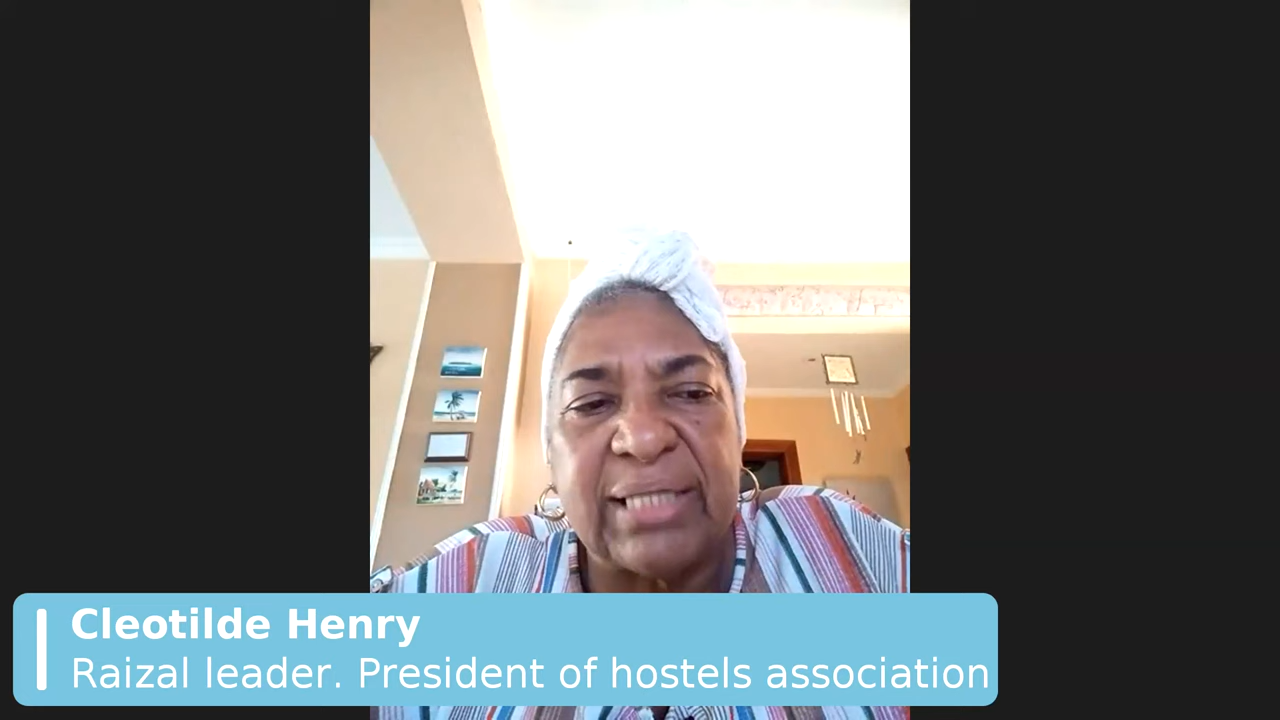 Cleotilde Henry
Raizal leader. President of hostels association